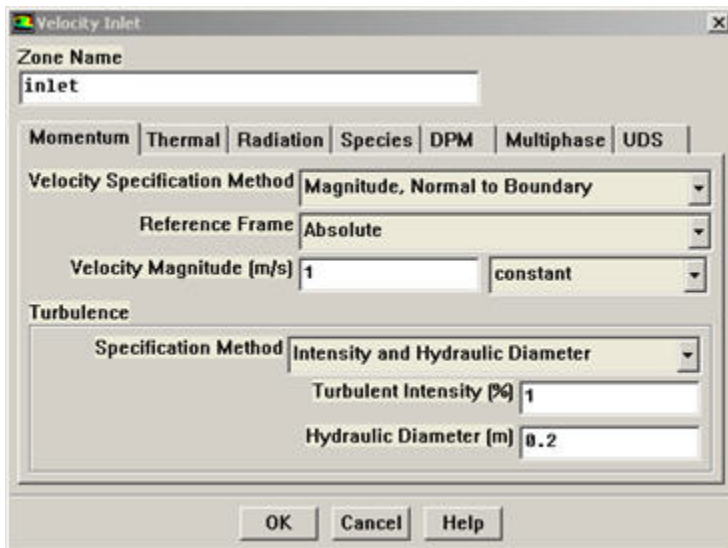 Velocity Inlet
Zone Name
inlet
Momentum Thermal Radiation Species DPM Multiphase UDS
Velocity Specification Method Magnitude, Normal to Boundary
Reference Frame Absolute
Velocity Magnitude (m/s) 1 constant
Turbulence
Specification Method Intensity and Hydraulic Diameter
Turbulent Intensity (%) 1
Hydraulic Diameter (m) 0.2
OK Cancel Help